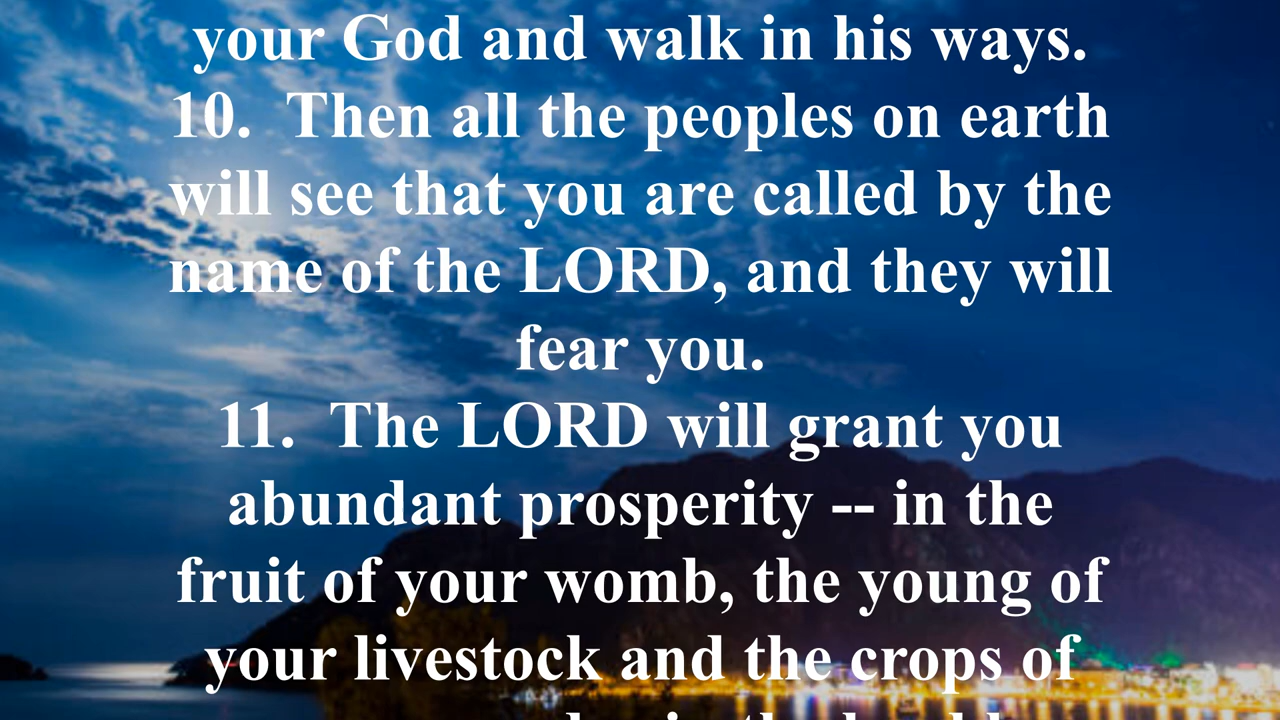 your God and walk in his ways.
10. Then all the peoples on earth
will see that you are called by the
name of the LORD, and they will
fear you.
11. The LORD will grant you
abundant prosperity -- in the
fruit of your womb, the young of
your livestock and the crops of